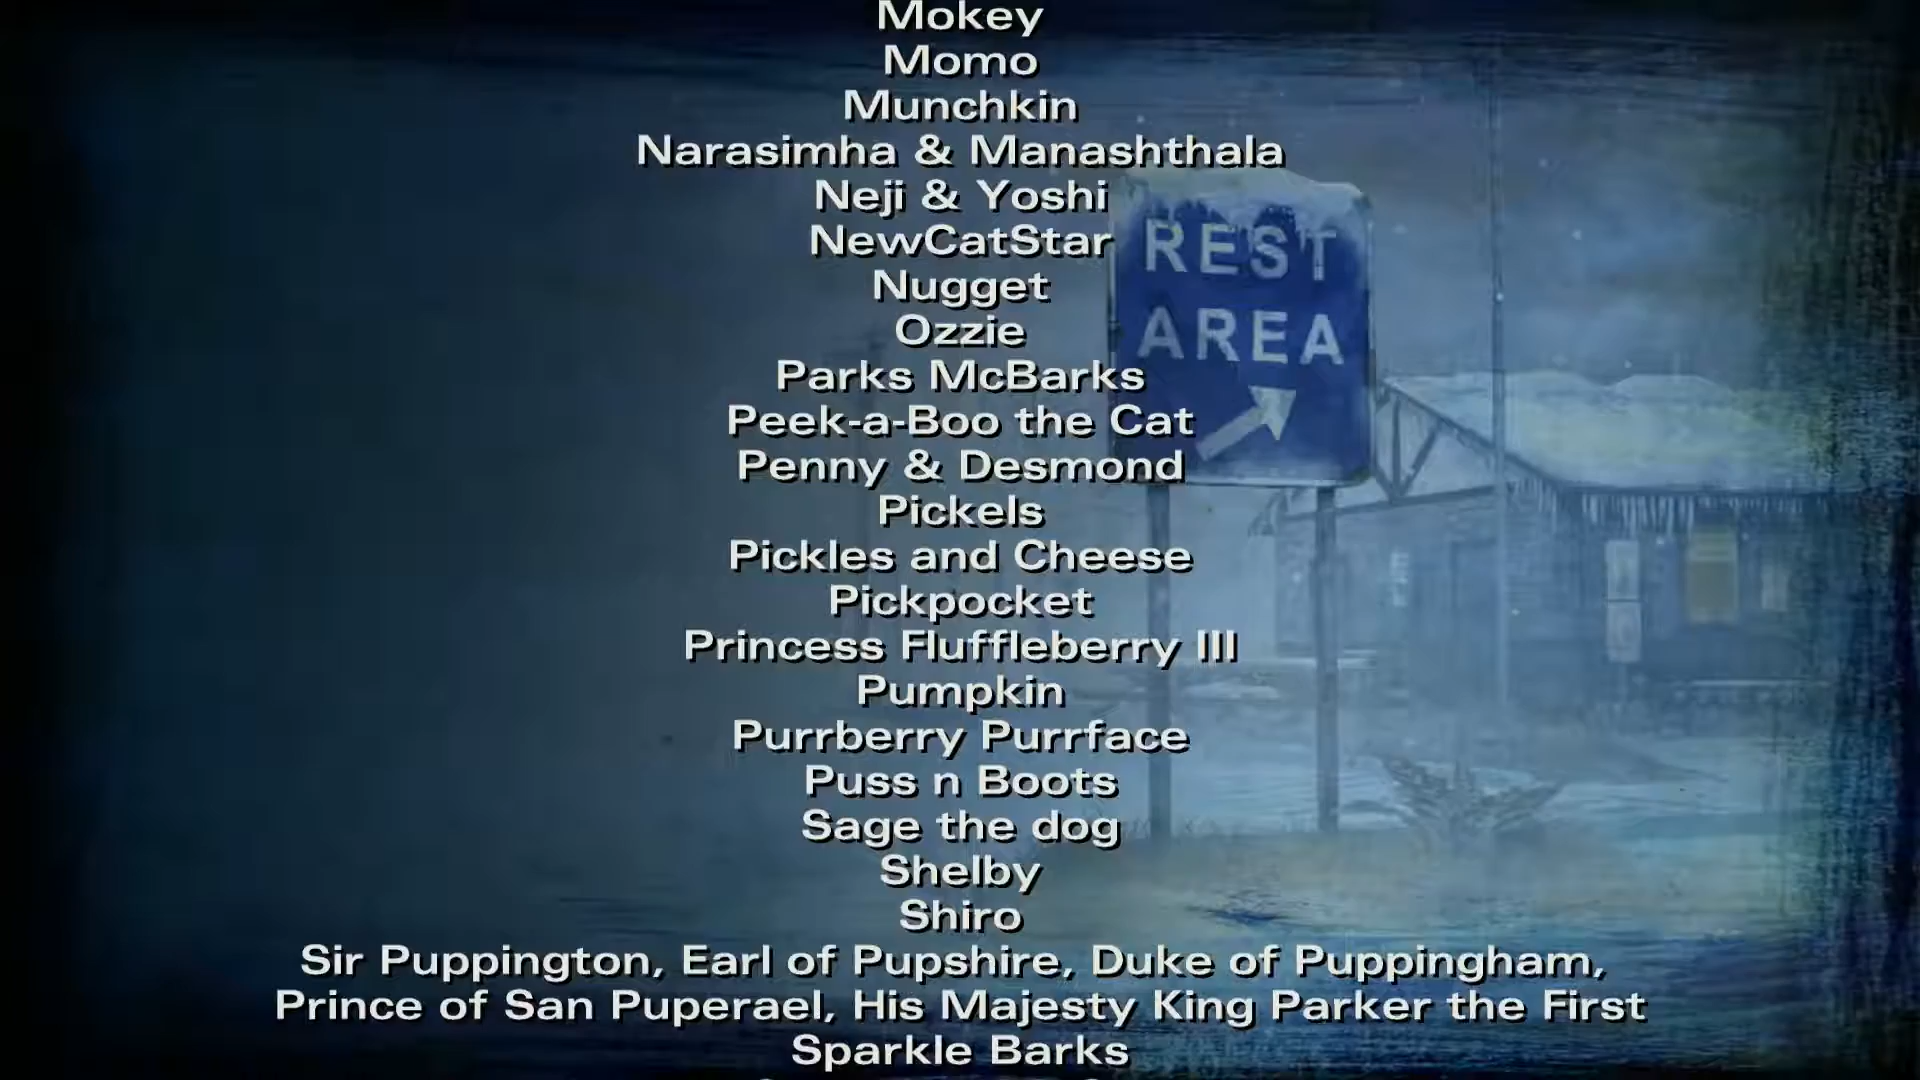 Mokey
Momo
Munchkin
Narasimha & Manashthala
Neji & Yoshi
NewCatStar
REST
Nugget
Ozzie
AREA
Parks McBarks
Peek-a-Boo the Cat
Penny & Desmond
Pickels
Pickles and Cheese
Pickpocket
Princess Fluffleberry III
Pumpkin
Purrberry Purrface
Puss n Boots
Sage the dog
Shelby
Shiro
Sir Puppington, Earl of Pupshire, Duke of Puppingham,
Prince of San Puperael, His Majesty King Parker the First
Sparkle Barks